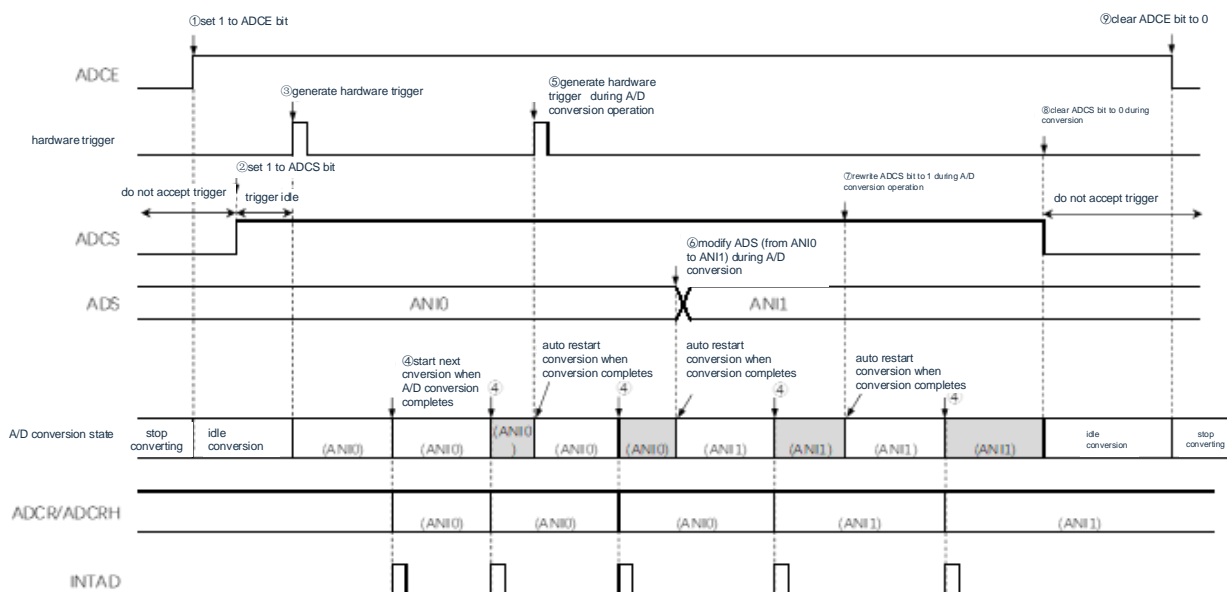 ①set 1 to ADCE bit
⑨clear ADCE bit to 0
ADCE
③generate hardware trigger
⑤generate hardware
trigger during A/D
conversion operation
⑧clear ADCS bit to 0 during
conversion
hardware trigger
②set 1 to ADCS bit
do not accept trigger
trigger idle
⑦rewrite ADCS bit to 1 during A/D
conversion operation
do not accept trigger
ADCS
⑥modify ADS (from ANI0
to ANI1) during A/D
conversion
ADS
ANI0
ANI1
④start next
cnversion when
A/D conversion
completes
④
auto restart
conversion when
conversion completes
④
auto restart
conversion when
conversion completes
④
auto restart
conversion when
conversion completes
④
A/D conversion state
stop
converting
idle
conversion
(ANI0)
(ANI0)
(ANI0
)
(ANI0)
(ANI0)
(ANI1)
(ANI1)
(ANI1)
(ANI1)
idle
conversion
stop
converting
ADCR/ADCRH
(ANI0)
(ANI0)
(ANI0)
(ANI1)
(ANI1)
INTAD